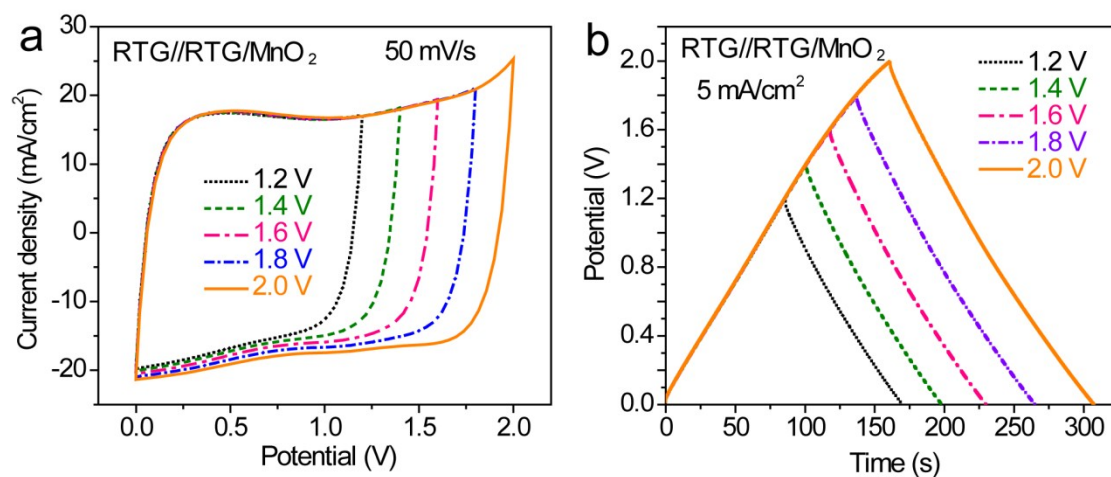 a
RTG//RTG/MnO₂
50 mV/s
1.2 V
1.4 V
1.6 V
1.8 V
2.0 V
30
20
10
0
-10
-20
0.0
0.5
1.0
1.5
2.0
Current density (mA/cm²)
Potential (V)
b
RTG//RTG/MnO₂
5 mA/cm²
1.2 V
1.4 V
1.6 V
1.8 V
2.0 V
2.0
1.6
1.2
0.8
0.4
0.0
0
50
100
150
200
250
300
Potential (V)
Time (s)